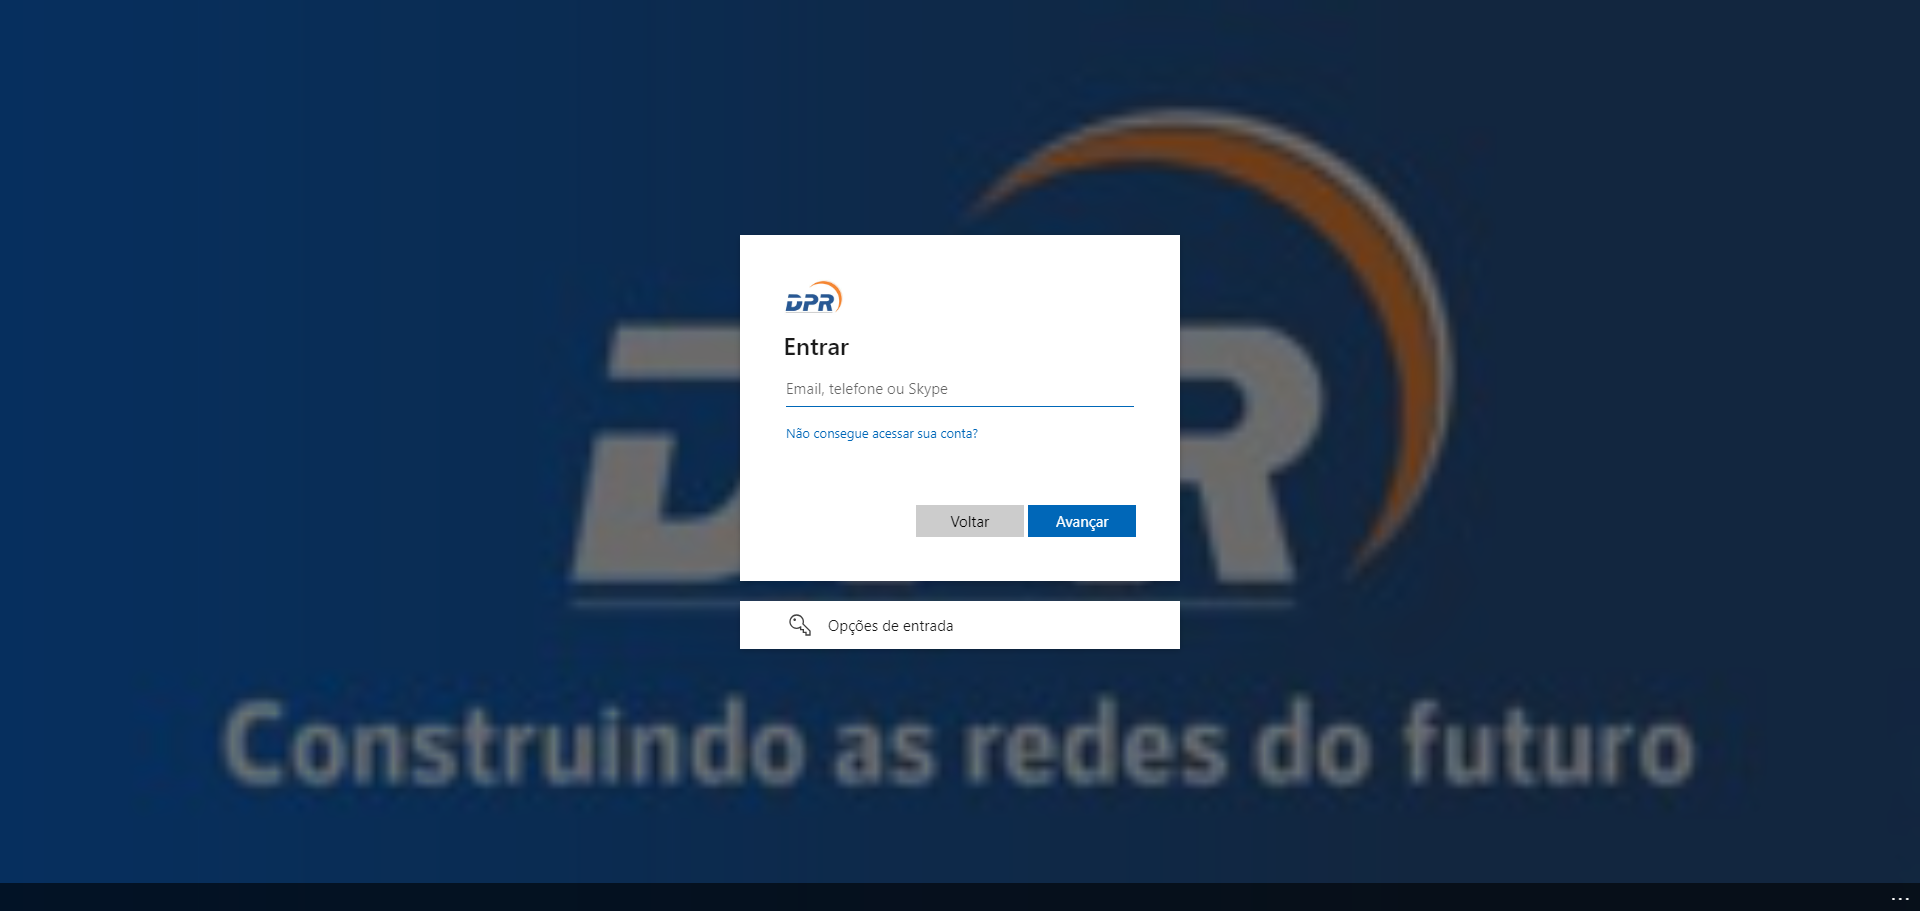 DPR
Entrar
Email, telefone ou Skype
Não consegue acessar sua conta?
Voltar
Avançar
Opções de entrada
Construindo as redes do futuro